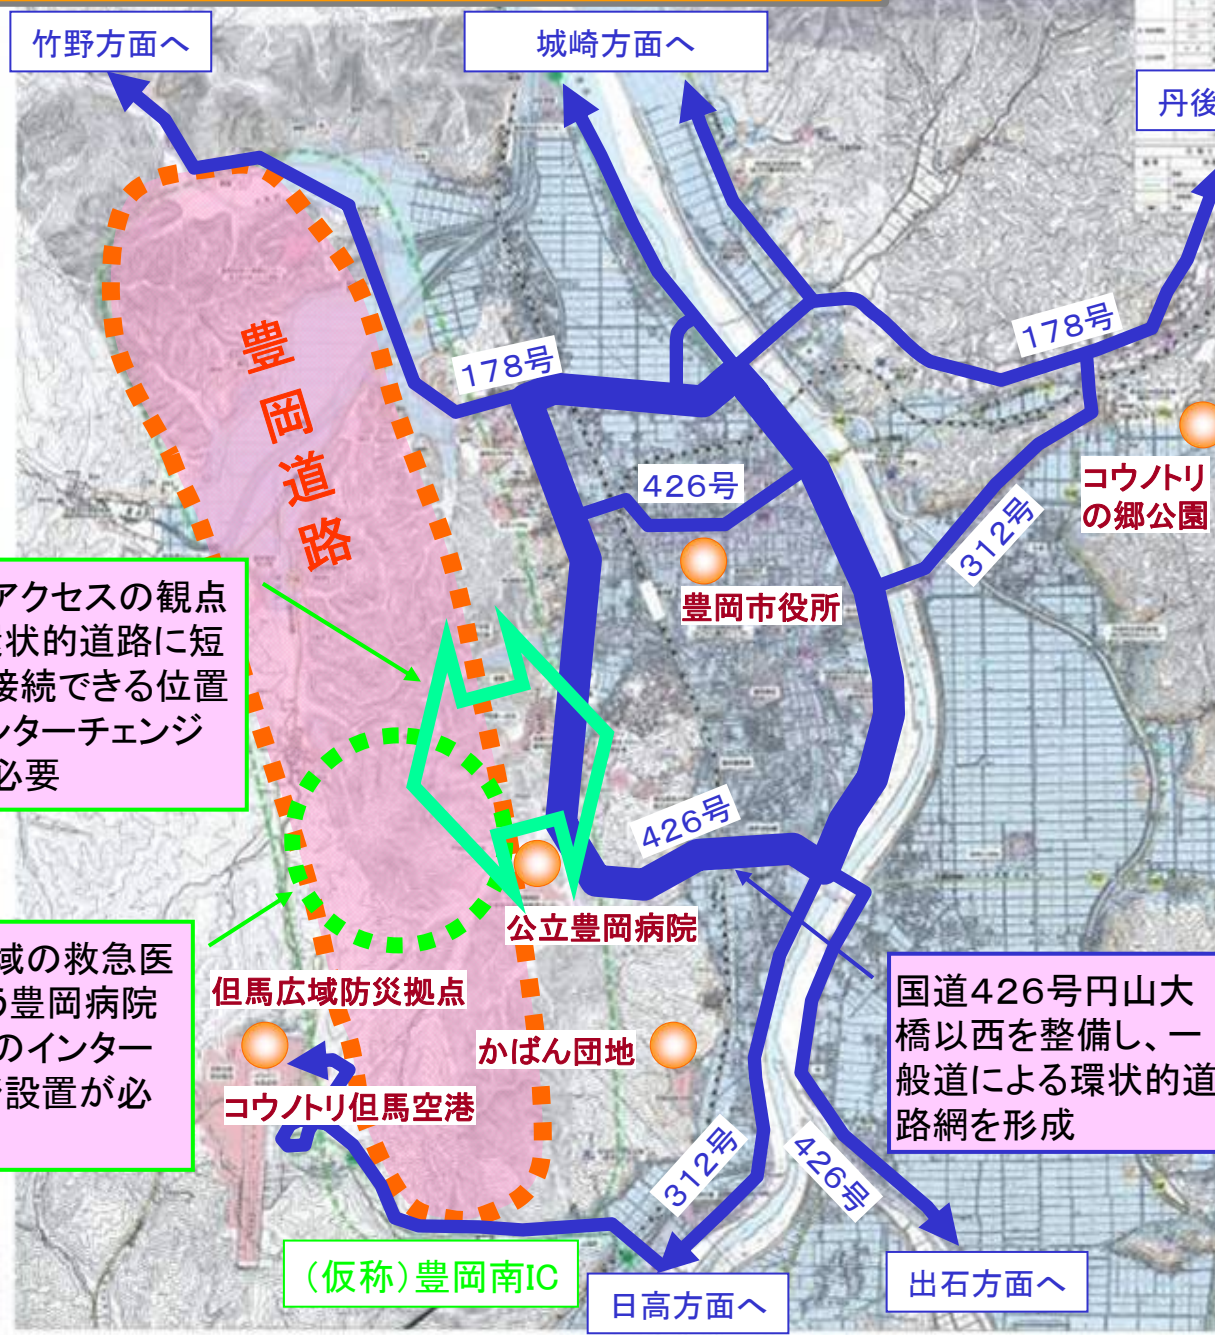 竹野方面へ
城崎方面へ
丹後
178号
178号
豊岡道路
426号
コウノトリ
の郷公園
312号
豊岡市役所
アクセスの観点
状的道路に短
接続できる位置
ンターチェンジ
必要
426号
公立豊岡病院
域の救急医
う豊岡病院
のインター
設置が必
但馬広域防災拠点
かばん団地
コウノトリ但馬空港
国道426号円山大
橋以西を整備し、一
般道による環状的道
路網を形成
312号
426号
(仮称)豊岡南IC
日高方面へ
出石方面へ